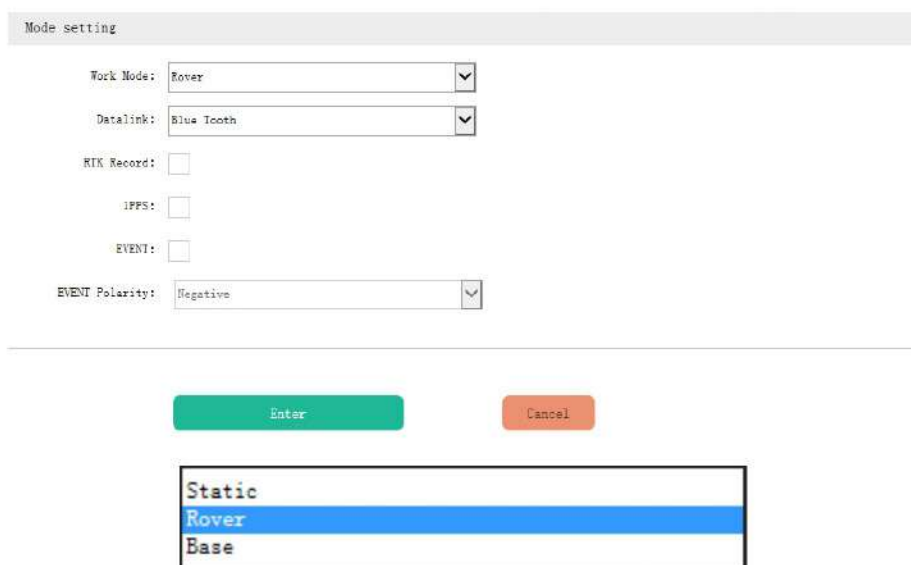 Mode setting
Work Mode: Rover
Datalink: Blue Tooth
RTK Record:
1PPS:
EVENT:
EVENT Polarity: Negative
Enter Cancel
Static
Rover
Base